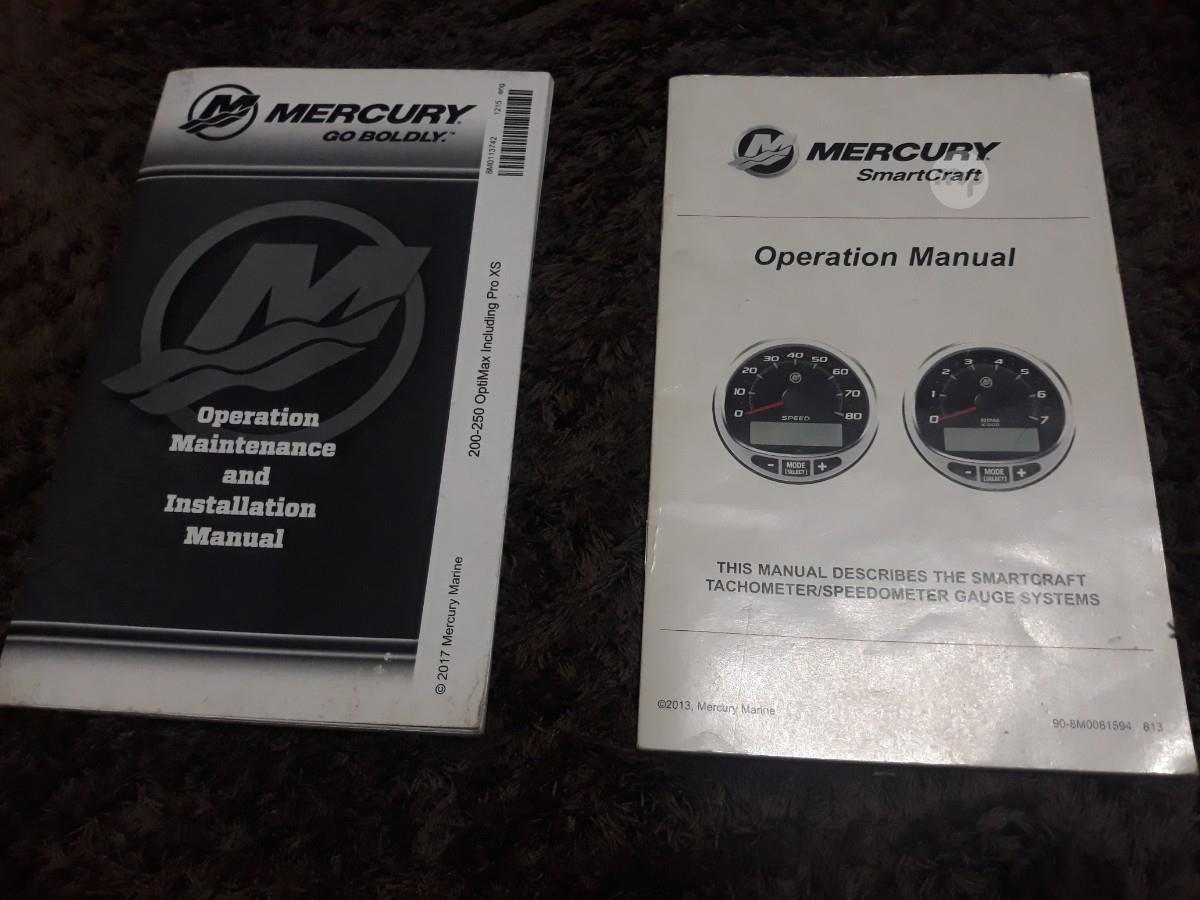 MERCURY
GO BOLDLY.™
8M0113742 1215 eng
200-250 OptiMax Including Pro XS
Operation
Maintenance
and
Installation
Manual
© 2017 Mercury Marine
MERCURY
SmartCraft
Operation Manual
0 10 20 30 40 50 60 70 80
SPEED
- MODE +
[SELECT]
0 1 2 3 4 5 6 7
X1000
- MODE +
[SELECT]
THIS MANUAL DESCRIBES THE SMARTCRAFT
TACHOMETER/SPEEDOMETER GAUGE SYSTEMS
©2013, Mercury Marine
90-8M0081594 613